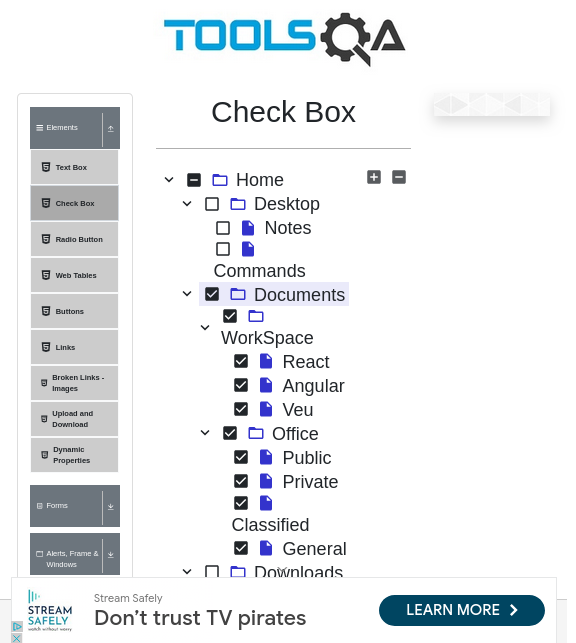 TOOLSQA
Check Box
Elements
Text Box
Check Box
Radio Button
Web Tables
Buttons
Links
Broken Links -
Images
Upload and
Download
Dynamic
Properties
Forms
Alerts, Frame &
Windows
Home
Desktop
Notes
Commands
Documents
WorkSpace
React
Angular
Veu
Office
Public
Private
Classified
General
Downloads
STREAM
SAFELY
watch without worry
Stream Safely
Don't trust TV pirates
LEARN MORE